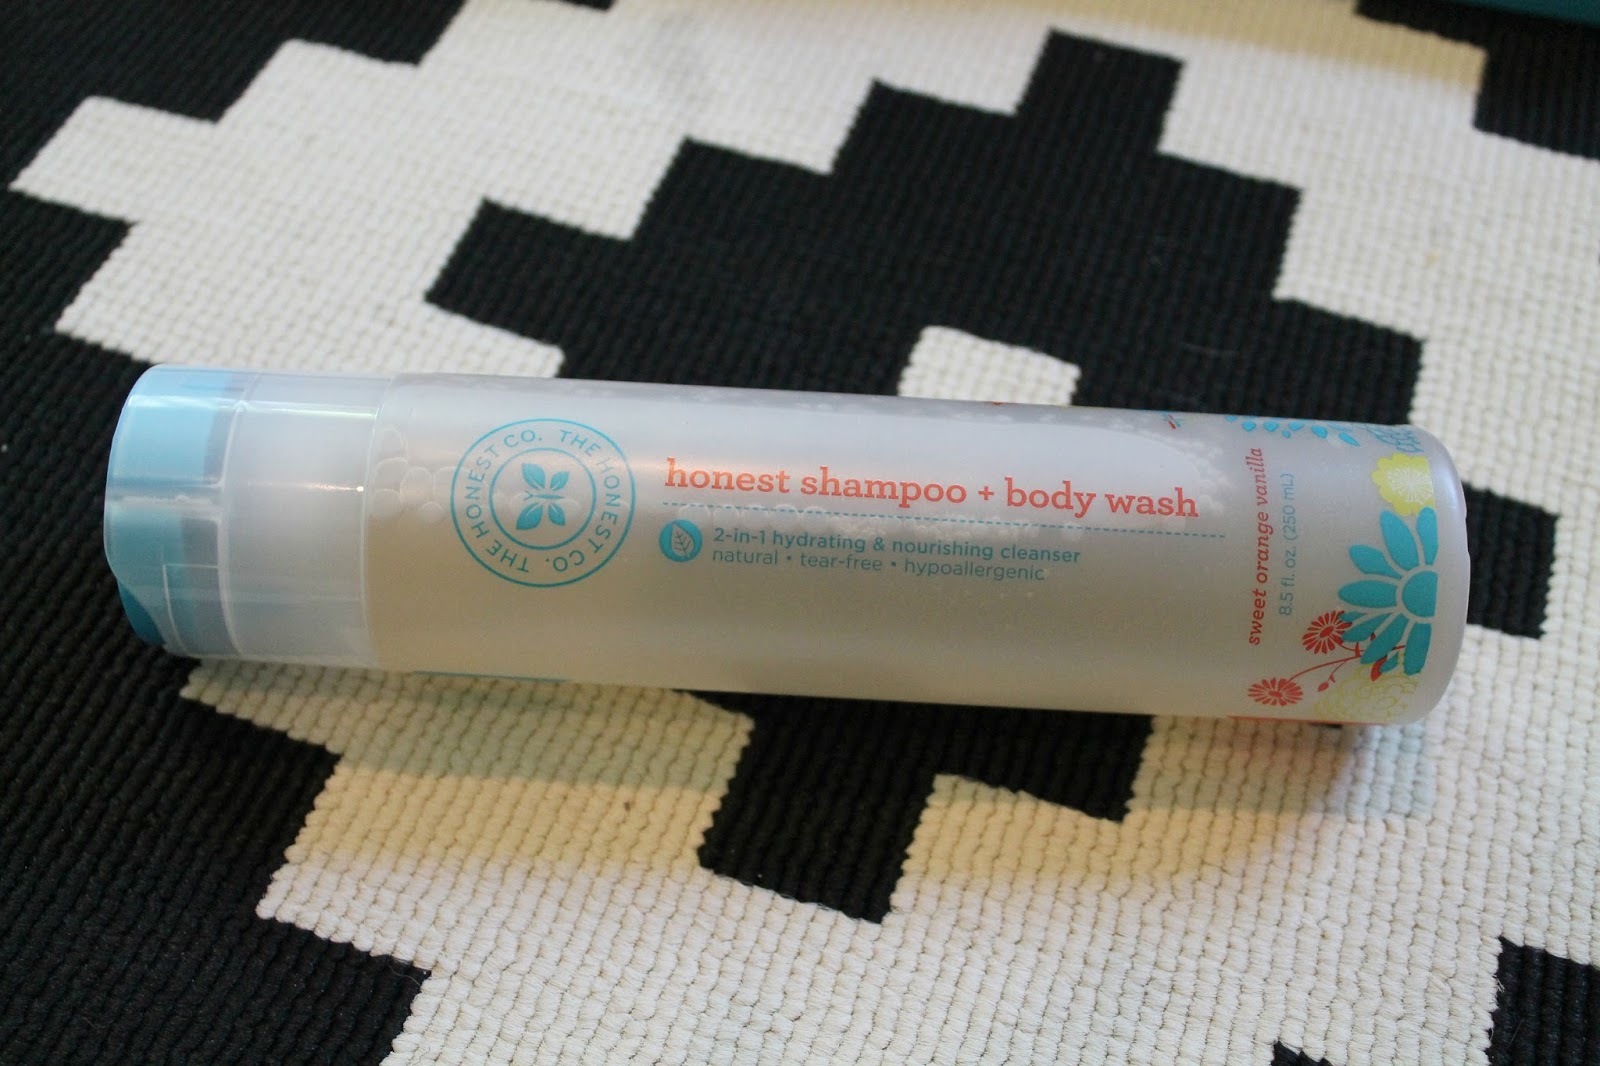 THE HONEST CO. THE HONEST CO.
honest shampoo + body wash
2-in-1 hydrating & nourishing cleanser
natural • tear-free • hypoallergenic
sweet orange vanilla
8.5 fl. oz. (250 mL)